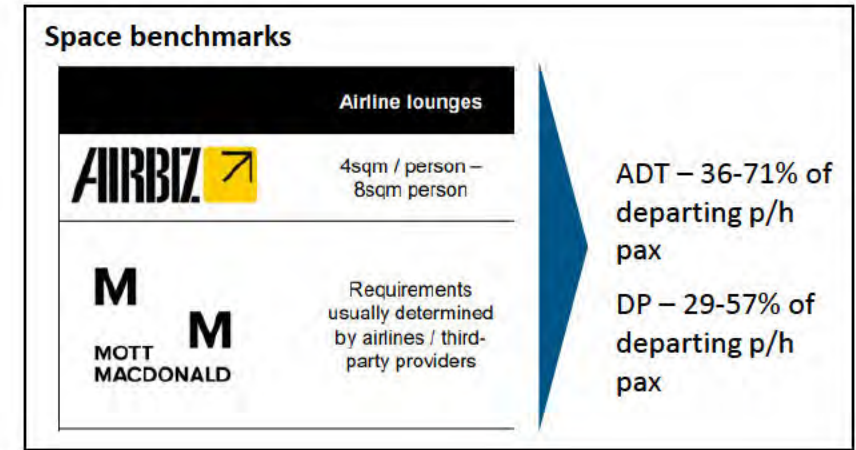 Space benchmarks
Airline lounges
AIRBIZ
4sqm / person –
8sqm person
M
M
MOTT
MACDONALD
Requirements
usually determined
by airlines / third-
party providers
ADT – 36-71% of
departing p/h
pax
DP – 29-57% of
departing p/h
pax